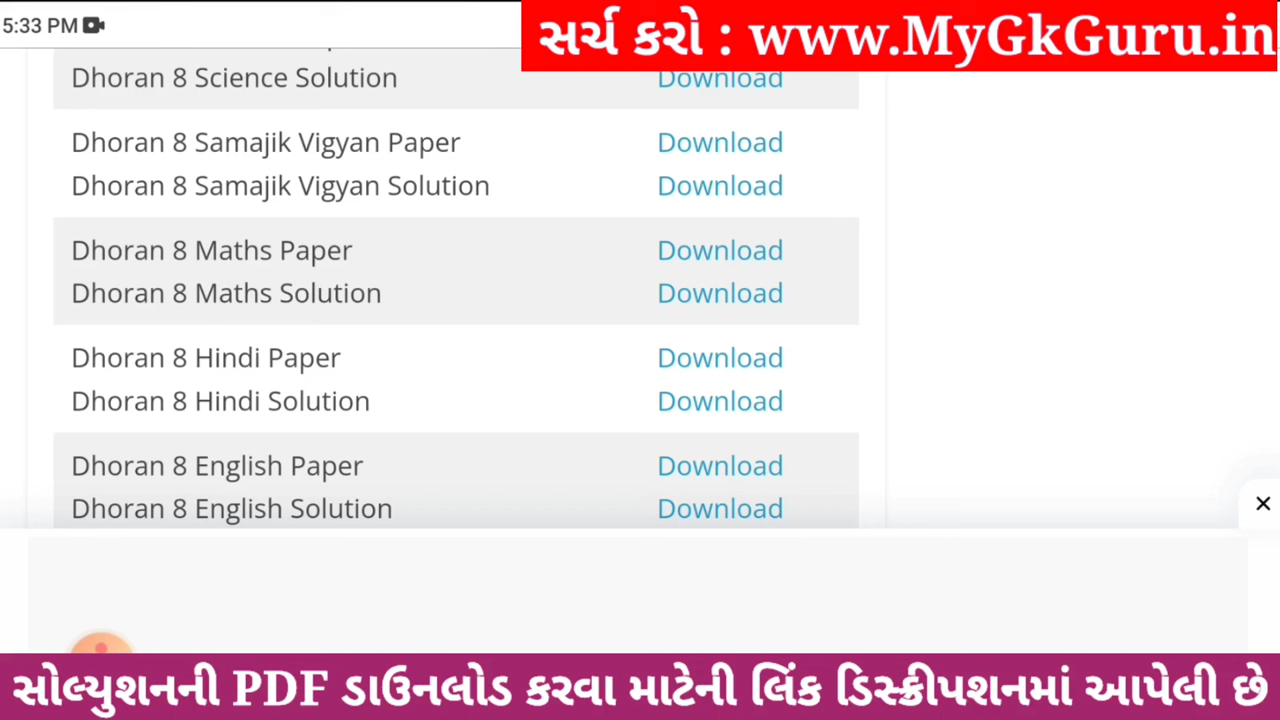 5:33 PM
સર્ચ કરો : www.MyGkGuru.in
Dhoran 8 Science Solution Download
Dhoran 8 Samajik Vigyan Paper Download
Dhoran 8 Samajik Vigyan Solution Download
Dhoran 8 Maths Paper Download
Dhoran 8 Maths Solution Download
Dhoran 8 Hindi Paper Download
Dhoran 8 Hindi Solution Download
Dhoran 8 English Paper Download
Dhoran 8 English Solution Download
સોલ્યુશનની PDF ડાઉનલોડ કરવા માટેની લિંક ડિસ્ક્રીપશનમાં આપેલી છે